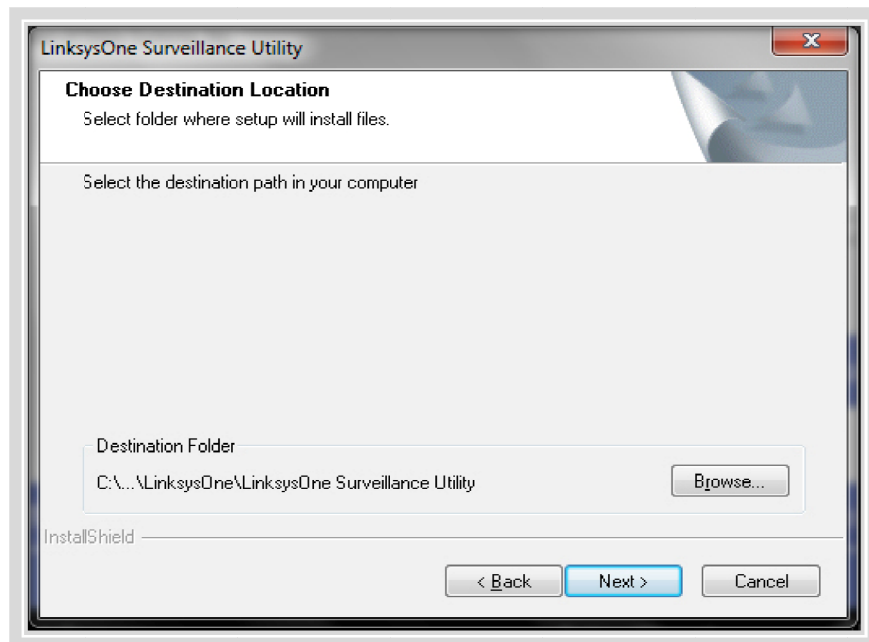 LinksysOne Surveillance Utility
Choose Destination Location
Select folder where setup will install files.
Select the destination path in your computer
Destination Folder
C:\...\LinksysOne\LinksysOne Surveillance Utility
Browse...
InstallShield
< Back Next > Cancel